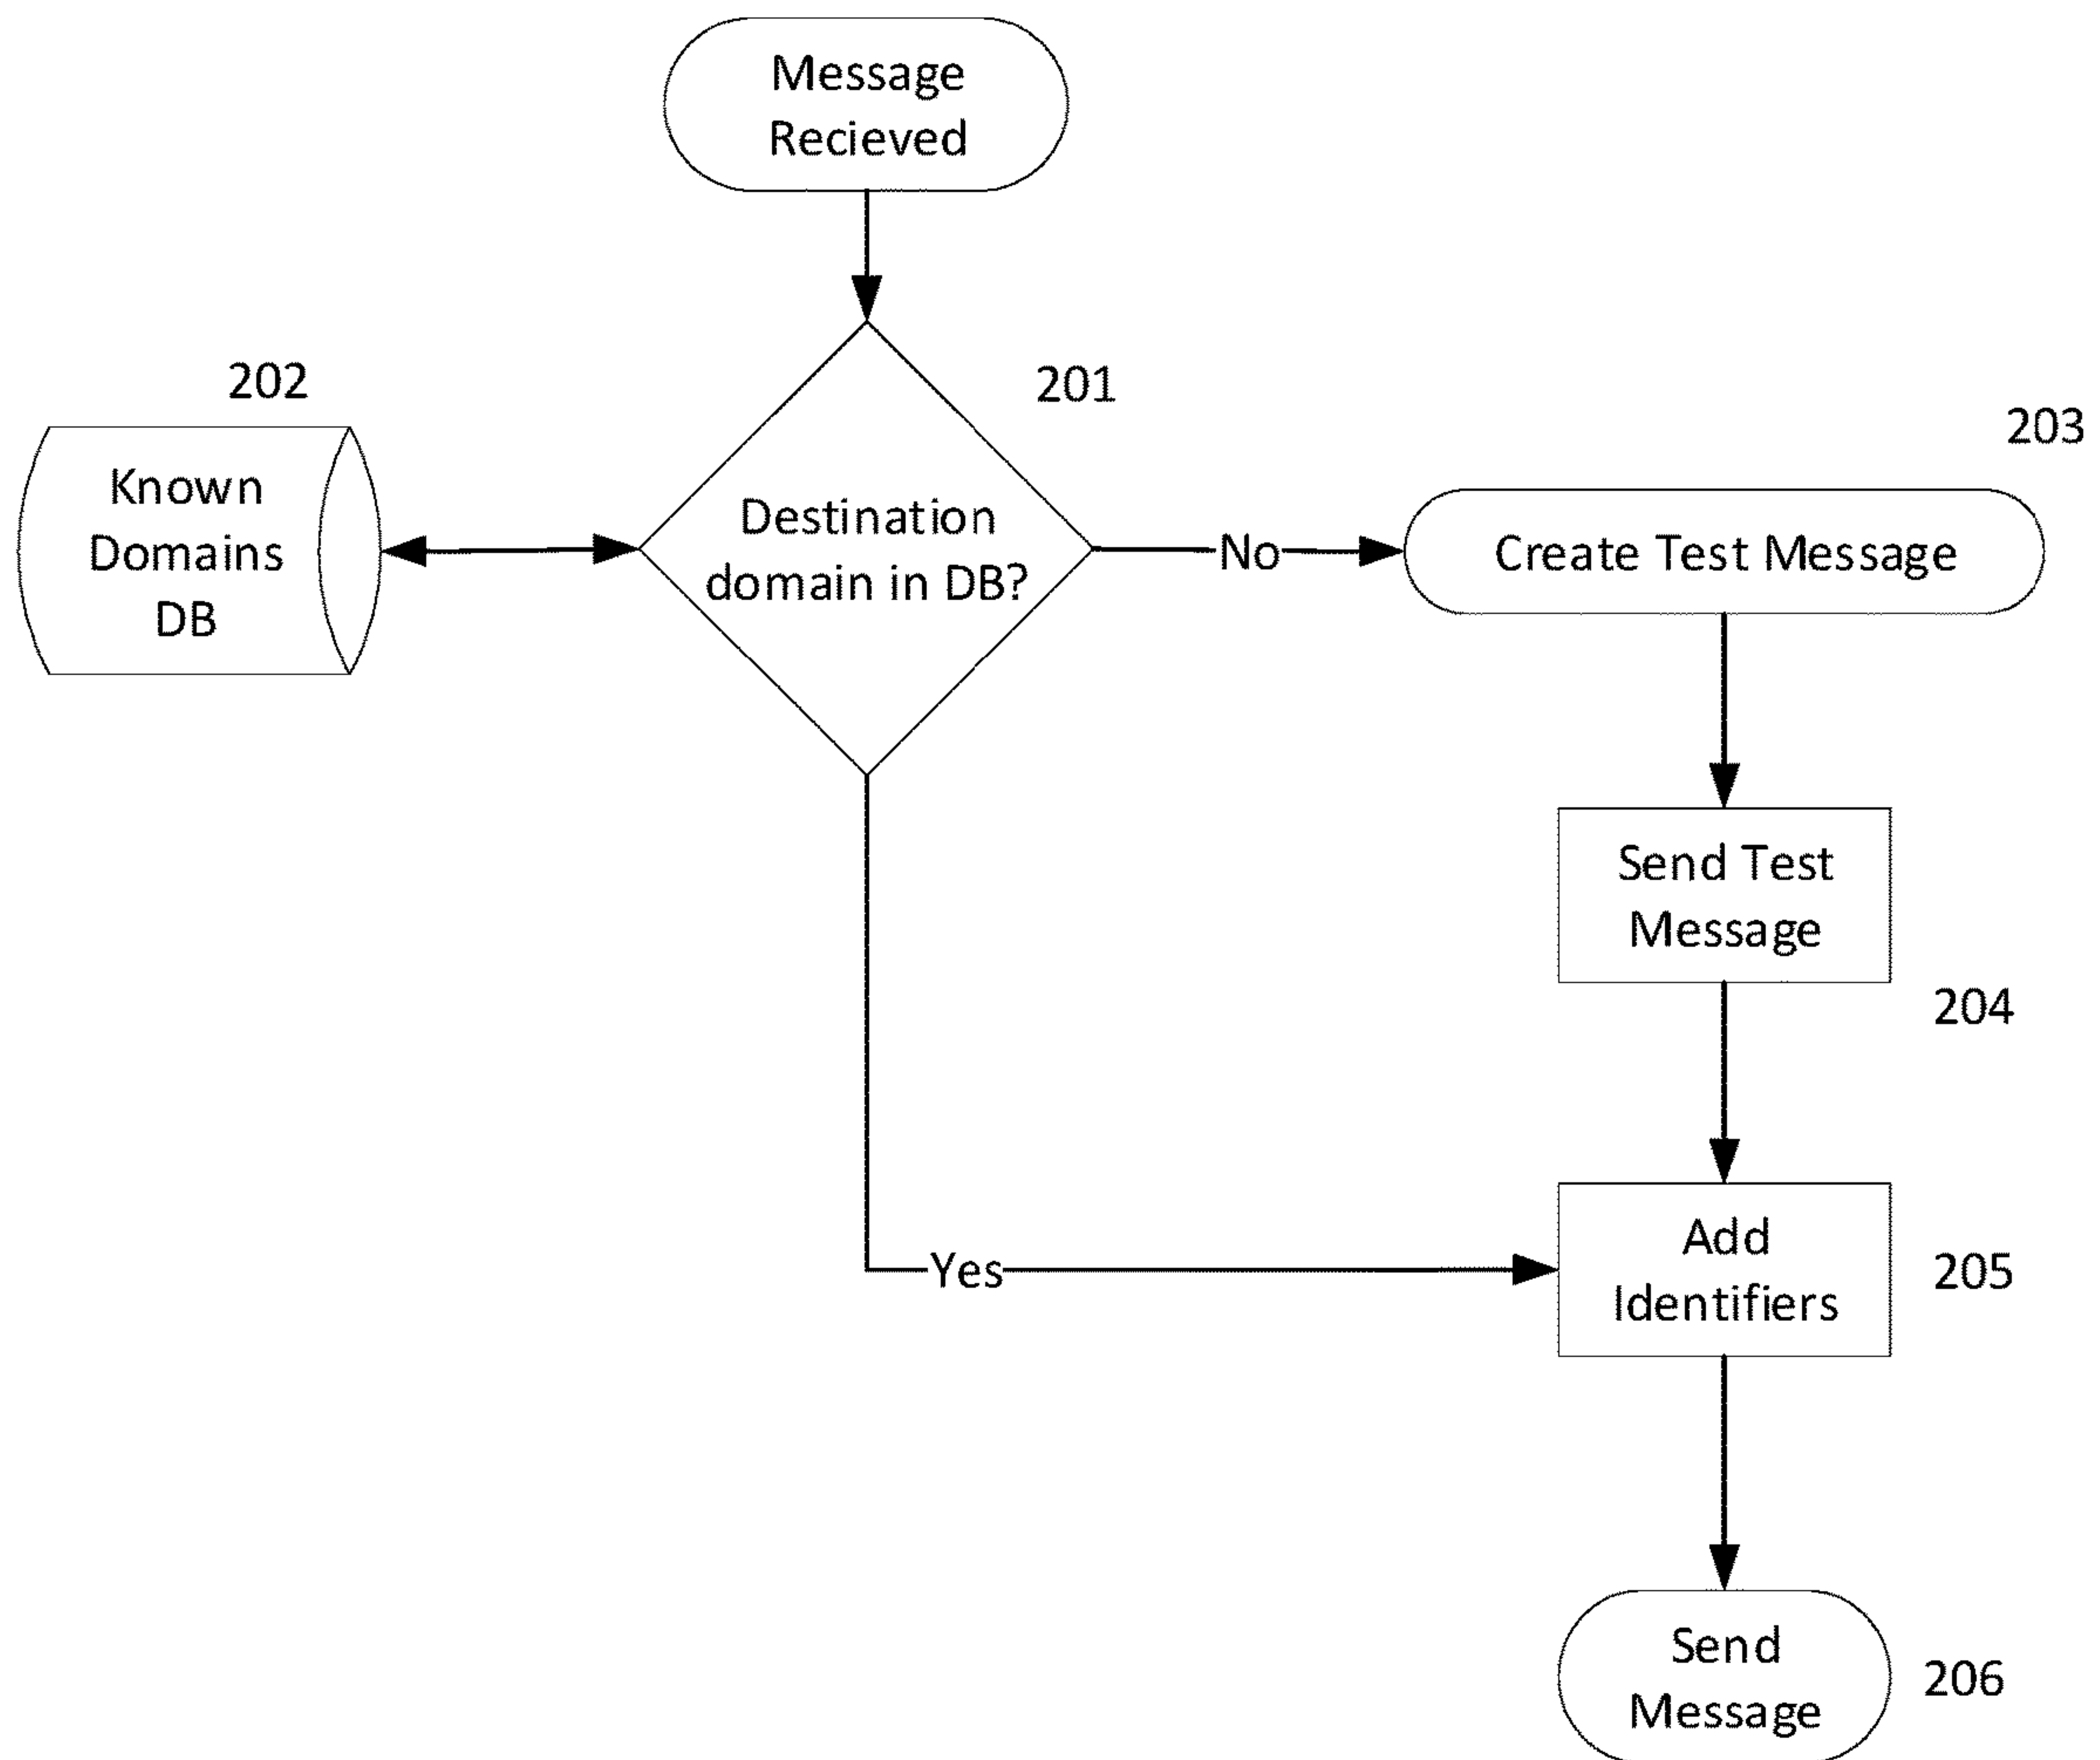 Message
Recieved
202
201
203
Known
Domains
DB
Destination
domain in DB?
No
Create Test Message
Send Test
Message
204
Yes
Add
Identifiers
205
Send
Message
206